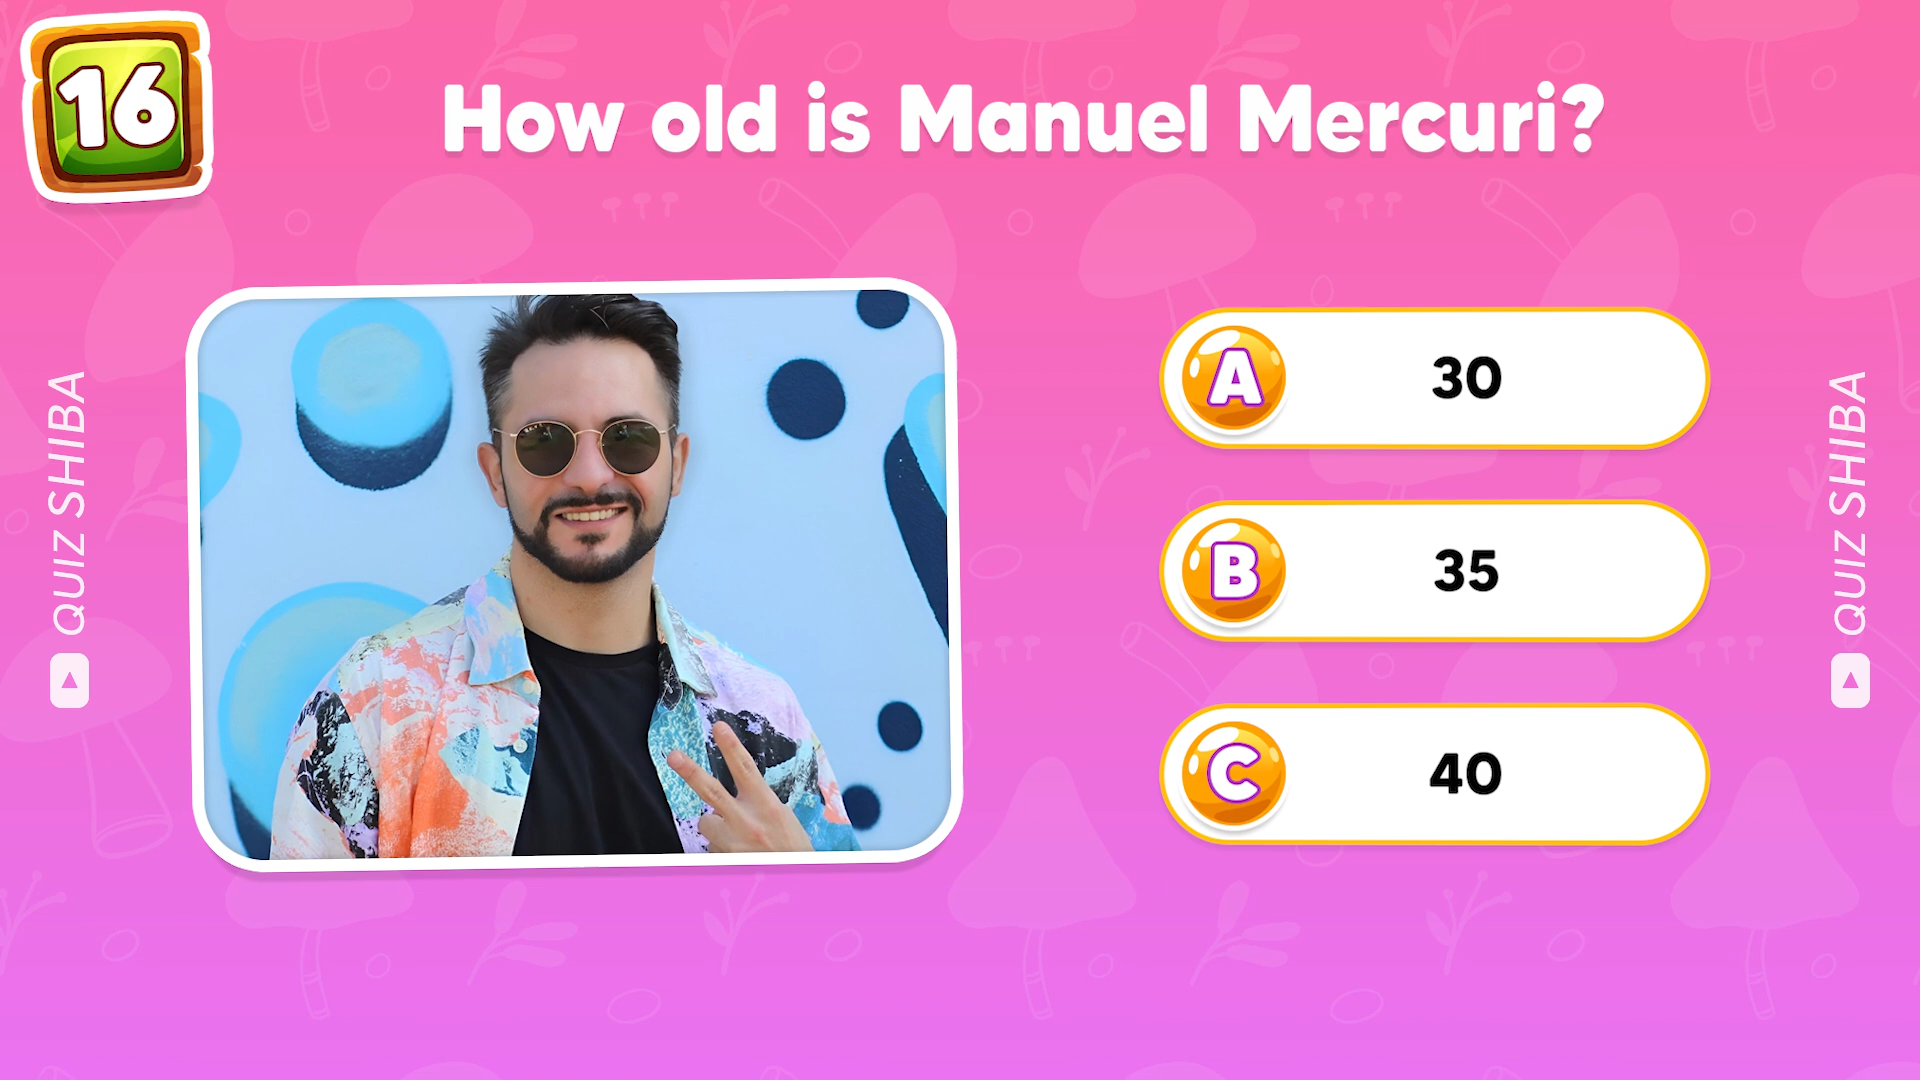 16
How old is Manuel Mercuri?
QUIZ SHIBA
A 30
B 35
C 40
QUIZ SHIBA